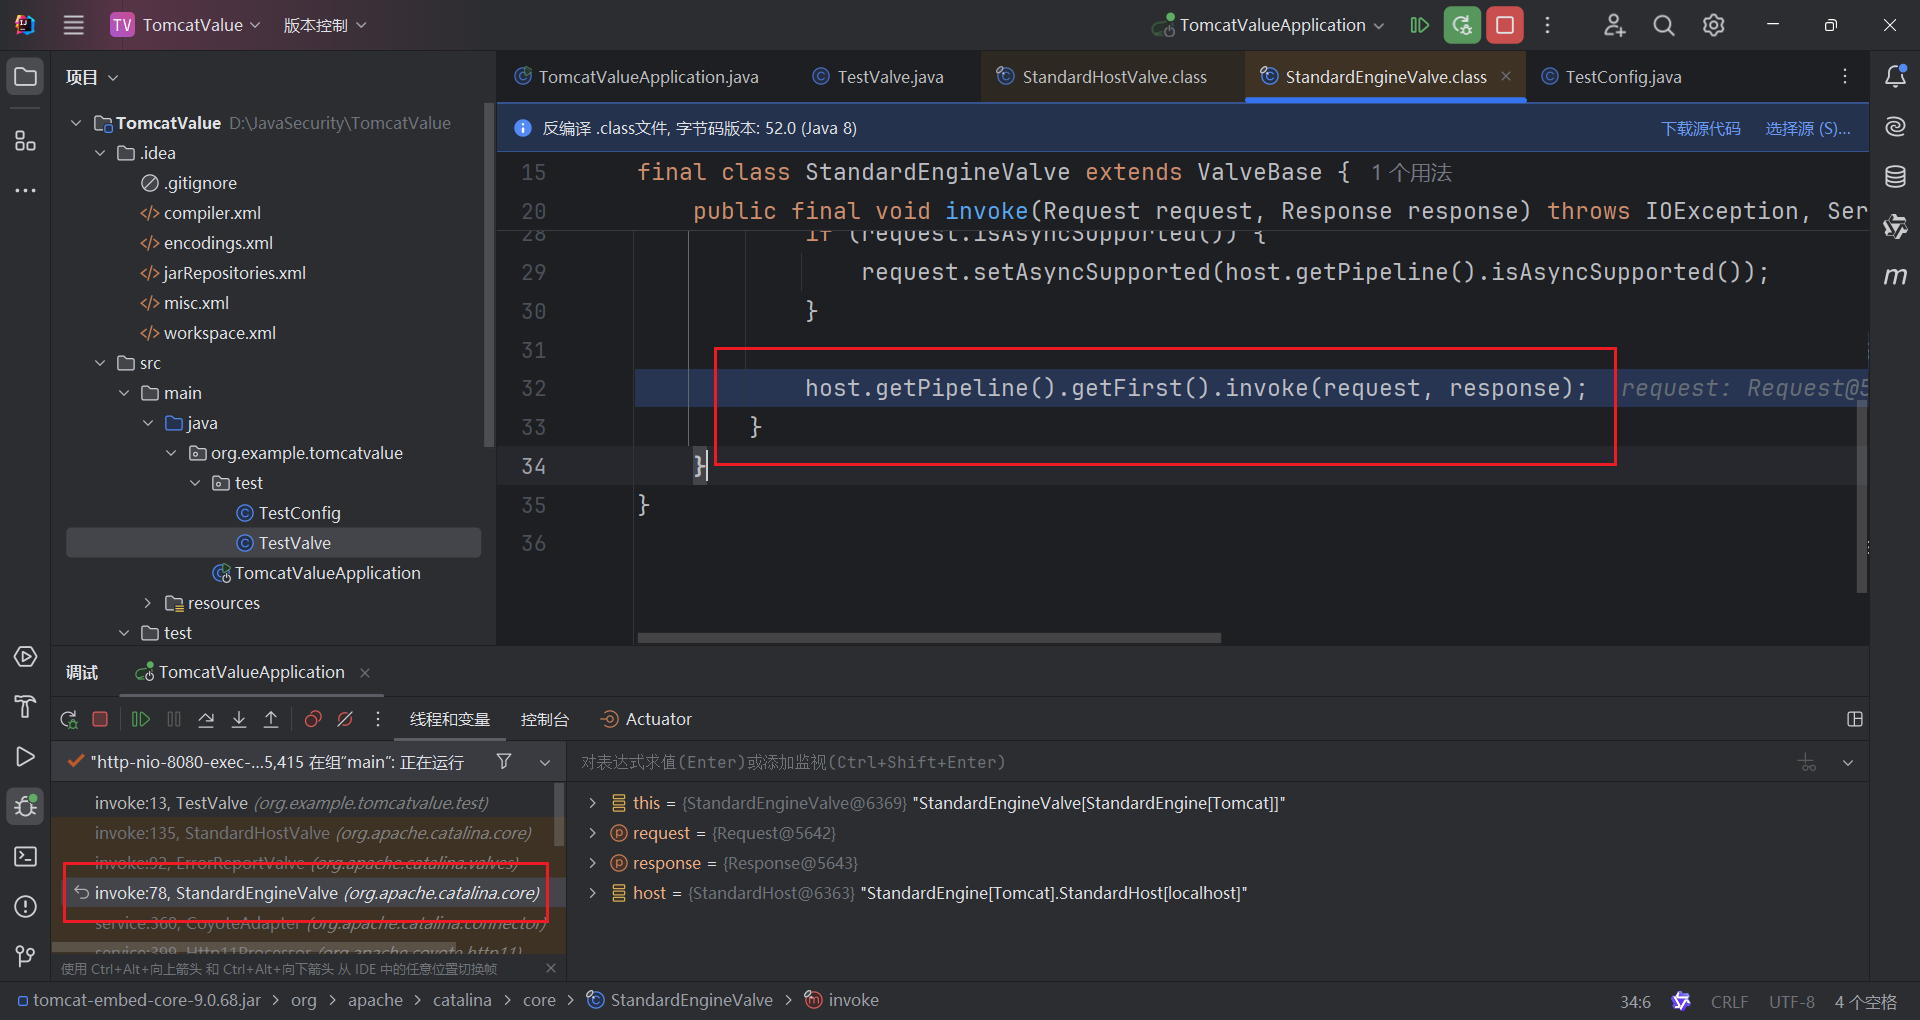 TV TomcatValue 版本控制 TomcatValueApplication
项目
TomcatValue D:\JavaSecurity\TomcatValue
.idea
.gitignore
compiler.xml
encodings.xml
jarRepositories.xml
misc.xml
workspace.xml
src
main
java
org.example.tomcatvalue
test
TestConfig
TestValve
TomcatValueApplication
resources
test
TomcatValueApplication.java TestValve.java StandardHostValve.class StandardEngineValve.class TestConfig.java
反编译 .class文件, 字节码版本: 52.0 (Java 8) 下载源代码 选择源 (S)...
15 final class StandardEngineValve extends ValveBase { 1 个用法
20 public final void invoke(Request request, Response response) throws IOException, Ser
28 if (request.isAsyncSupported()) {
29 request.setAsyncSupported(host.getPipeline().isAsyncSupported());
30 }
31
32 host.getPipeline().getFirst().invoke(request, response); request: Request@5
33 }
34 }
35 }
36
调试 TomcatValueApplication
线程和变量 控制台 Actuator
"http-nio-8080-exec-...5,415 在组"main": 正在运行
invoke:13, TestValve (org.example.tomcatvalue.test)
invoke:135, StandardHostValve (org.apache.catalina.core)
invoke:92, ErrorReportValve (org.apache.catalina.valves)
invoke:78, StandardEngineValve (org.apache.catalina.core)
service:360, CoyoteAdapter (org.apache.catalina.connector)
service:399, Http11Processor (org.apache.coyote.http11)
使用 Ctrl+Alt+向上箭头 和 Ctrl+Alt+向下箭头 从 IDE 中的任意位置切换帧
对表达式求值(Enter)或添加监视(Ctrl+Shift+Enter)
this = {StandardEngineValve@6369} "StandardEngineValve[StandardEngine[Tomcat]]"
request = {Request@5642}
response = {Response@5643}
host = {StandardHost@6363} "StandardEngine[Tomcat].StandardHost[localhost]"
tomcat-embed-core-9.0.68.jar > org > apache > catalina > core > StandardEngineValve > invoke
34:6 CRLF UTF-8 4 个空格